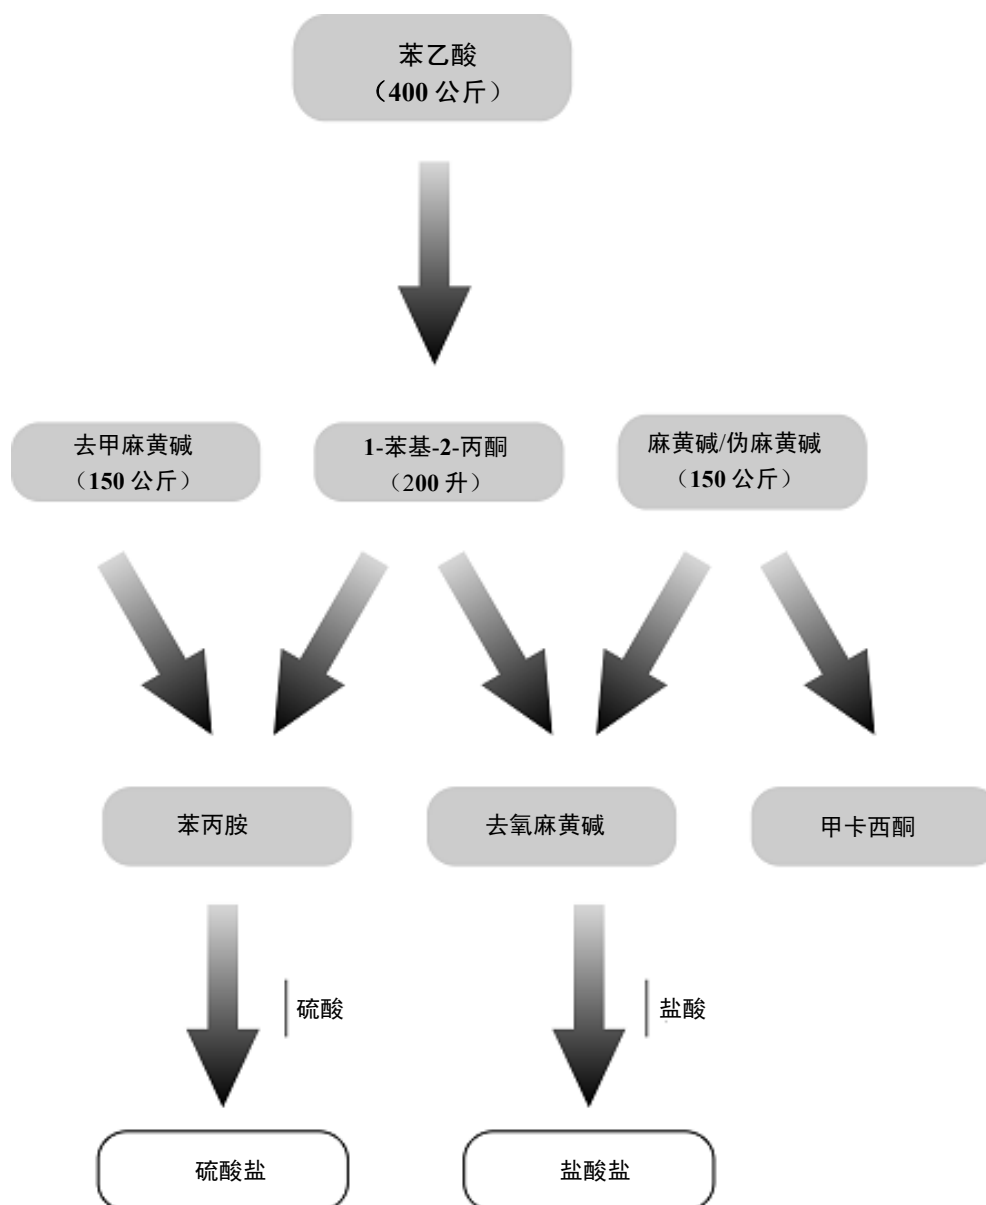 苯乙酸
（400 公斤）
去甲麻黄碱
（150 公斤）
1-苯基-2-丙酮
（200 升）
麻黄碱/伪麻黄碱
（150 公斤）
苯丙胺
去氧麻黄碱
甲卡西酮
硫酸
盐酸
硫酸盐
盐酸盐